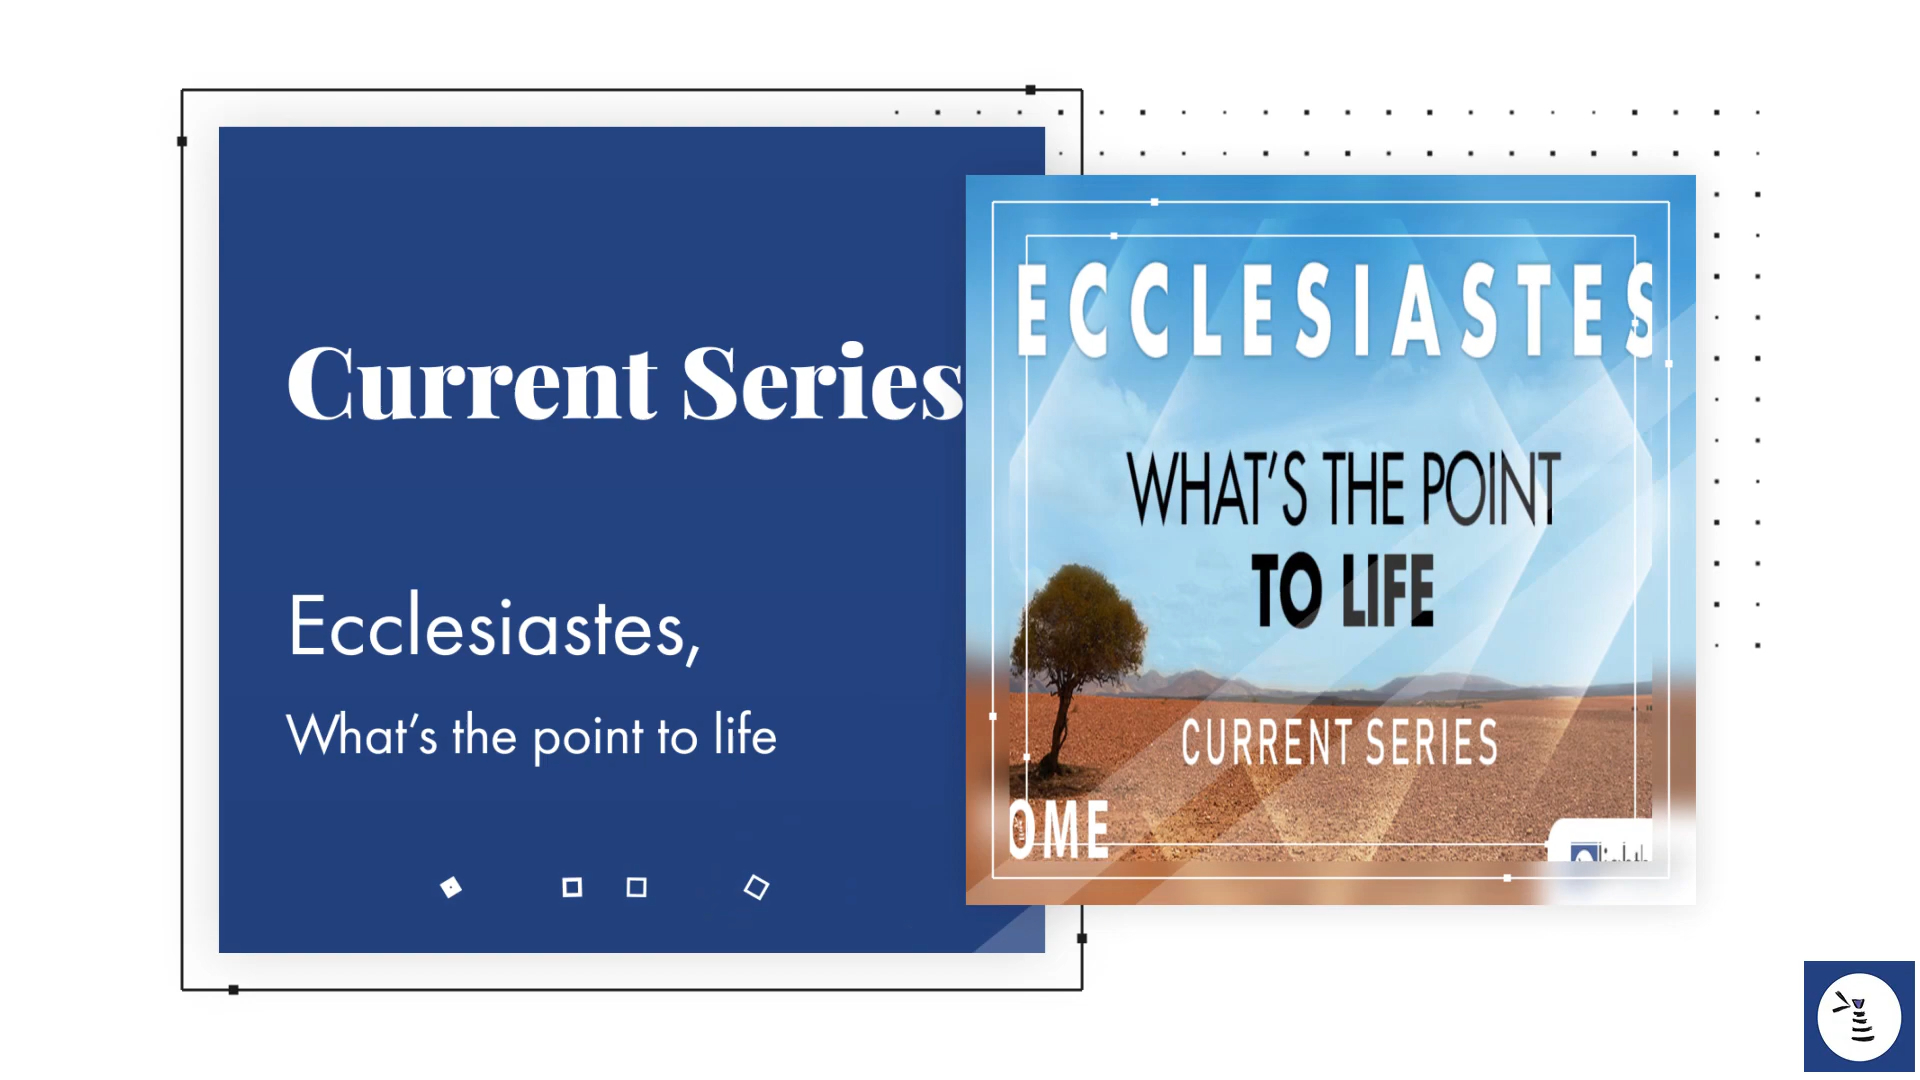 Current Series
Ecclesiastes,
What's the point to life
ECCLESIASTES
WHAT'S THE POINT
TO LIFE
CURRENT SERIES
OME